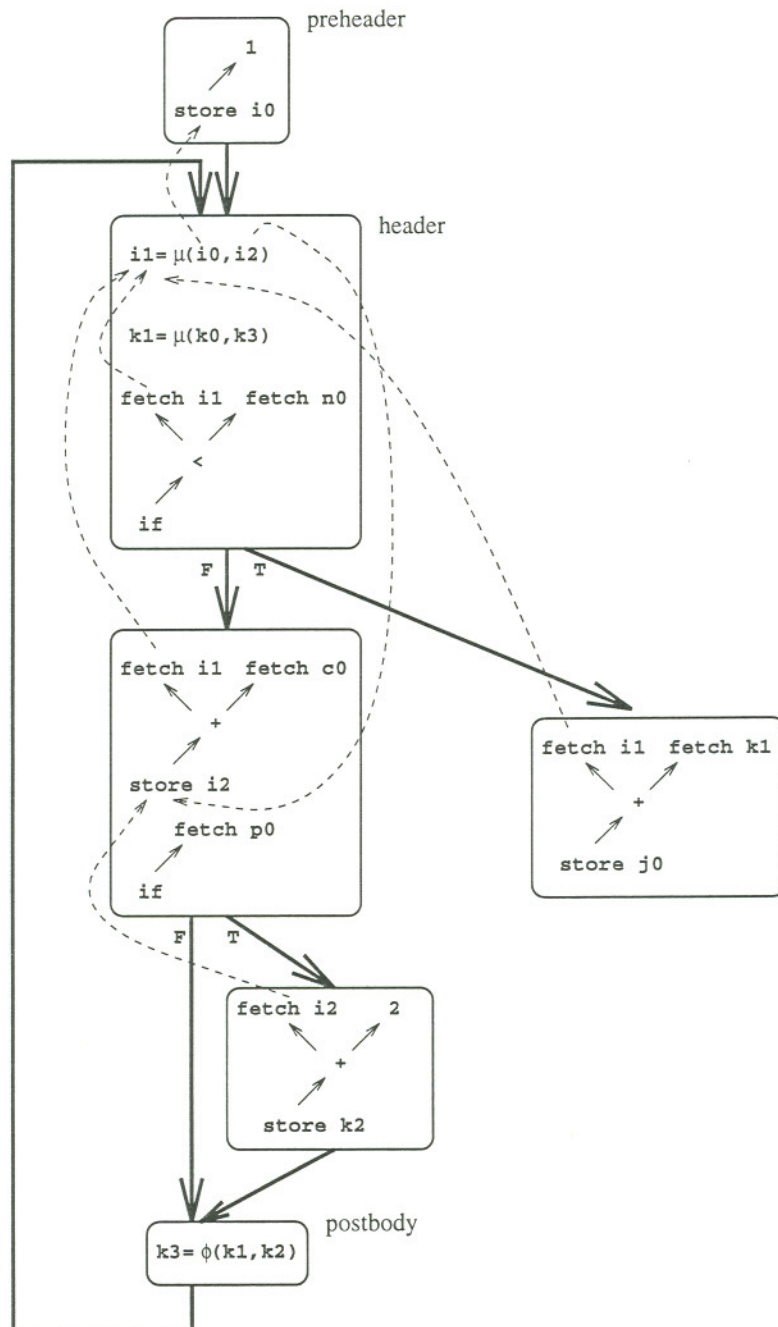 preheader
1
store i0
header
i1= μ(i0,i2)
k1= μ(k0,k3)
fetch i1 fetch n0
<
if
F T
fetch i1 fetch c0
+
store i2
fetch p0
if
fetch i1 fetch k1
+
store j0
F T
fetch i2 2
+
store k2
postbody
k3= φ(k1,k2)